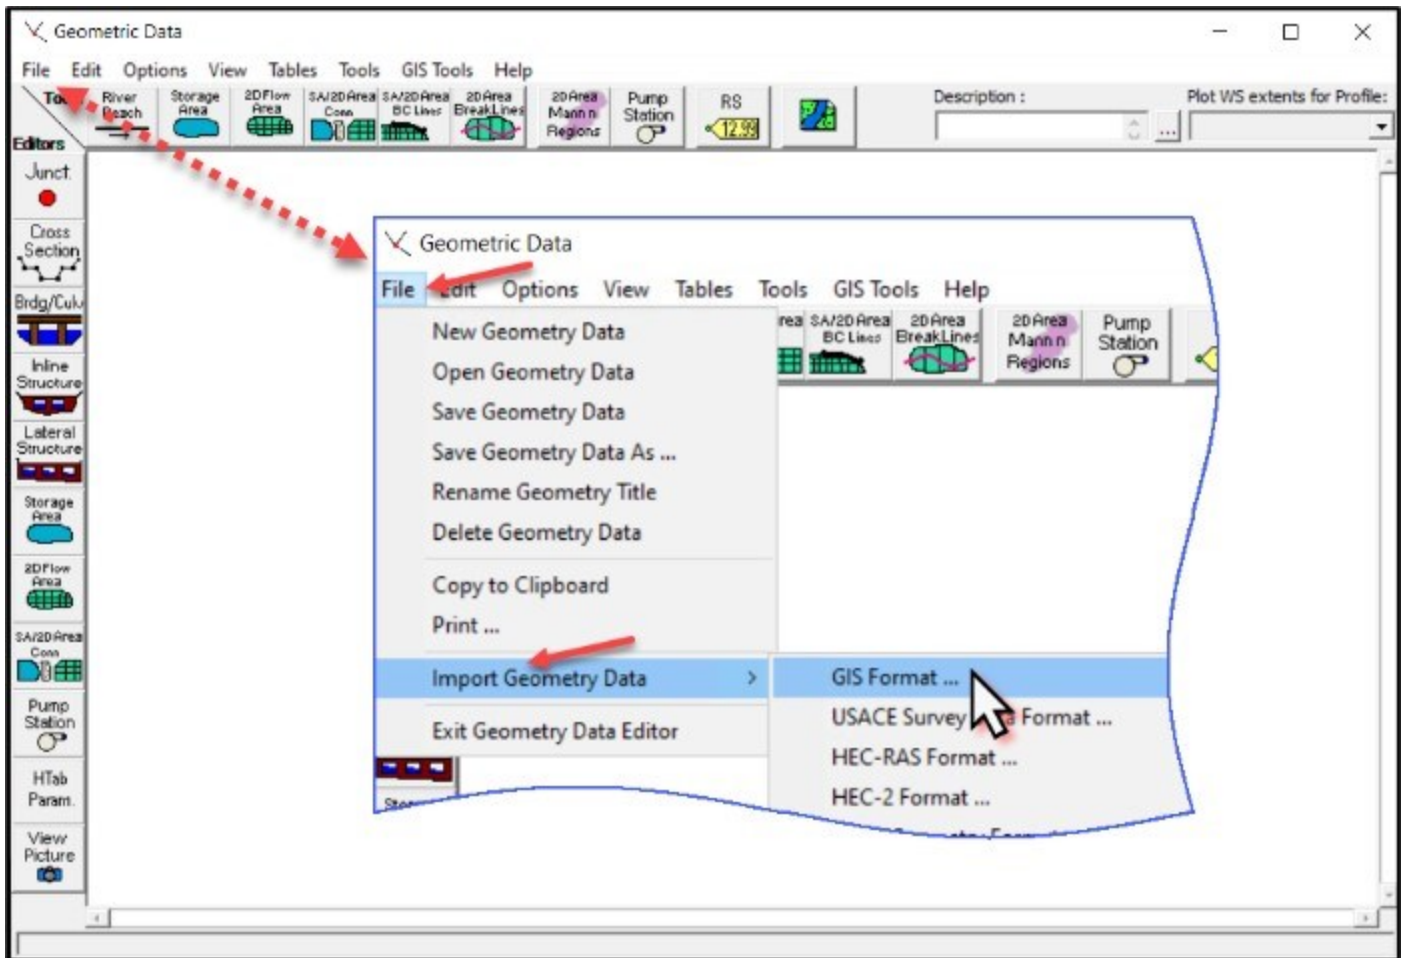 Geometric Data
File Edit Options View Tables Tools GIS Tools Help
River Reach
Storage Area
2D Flow Area
SA/2D Area Conn
SA/2D Area BC Lines
2D Area BreakLines
2D Area Mann n Regions
Pump Station
RS
12.99
Description :
...
Plot WS extents for Profile:
Editors
Junct.
Cross
Section
Brdg/Culv
Inline
Structure
Lateral
Structure
Storage
Area
2D Flow
Area
SA/2D Area
Conn
Pump
Station
HTab
Param.
View
Picture
Geometric Data
File Edit Options View Tables Tools GIS Tools Help
SA/2D Area BC Lines
2D Area BreakLines
2D Area Mann n Regions
Pump Station
New Geometry Data
Open Geometry Data
Save Geometry Data
Save Geometry Data As ...
Rename Geometry Title
Delete Geometry Data
Copy to Clipboard
Print ...
Import Geometry Data >
Exit Geometry Data Editor
GIS Format ...
USACE Survey Format ...
HEC-RAS Format ...
HEC-2 Format ...